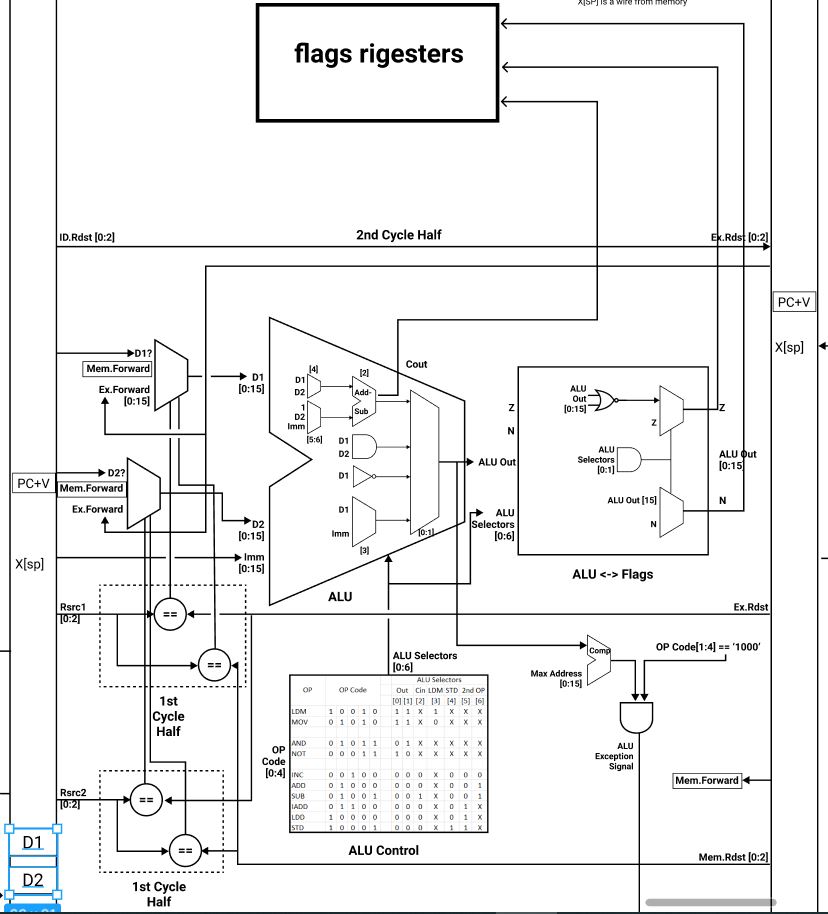 X[SP] is a wire from memory
flags rigesters
ID.Rdst [0:2]
2nd Cycle Half
Ex.Rdst [0:2]
PC+V
X[sp]
D1?
Mem.Forward
Ex.Forward
[0:15]
D1
[0:15]
[4]
D1
D2
1
D2
Imm
[5:6]
[2]
Add-
Sub
Cout
D1
D2
D1
D1
Imm
[3]
[0:1]
ALU Out
ALU
Selectors
[0:6]
Z
N
ALU
Out
[0:15]
Z
Z
ALU
Selectors
[0:1]
ALU Out
[0:15]
ALU Out [15]
N
N
ALU <-> Flags
PC+V
D2?
Mem.Forward
Ex.Forward
D2
[0:15]
X[sp]
Imm
[0:15]
ALU
Rsrc1
[0:2]
==
==
Ex.Rdst
1st
Cycle
Half
ALU Selectors
[0:6]
Comp
OP Code[1:4] == '1000'
Max Address
[0:15]
ALU
Exception
Signal
OP
Code
[0:4]
ALU Selectors
OP OP Code Out Cin LDM STD 2nd OP
[0] [1] [2] [3] [4] [5] [6]
LDM 1 0 0 1 0 1 1 X 1 X X X
MOV 0 1 0 1 0 1 1 X 0 X X X
AND 0 1 0 1 1 0 1 X X X X X
NOT 0 0 0 1 1 1 0 X X X X X
INC 0 0 1 0 0 0 0 0 X 0 0 0
ADD 0 1 0 0 0 0 0 0 X 0 0 1
SUB 0 1 0 0 1 0 0 1 X 0 0 1
IADD 0 1 1 0 0 0 0 0 X 0 1 X
LDD 1 0 0 0 0 0 0 0 X 0 1 X
STD 1 0 0 0 1 0 0 0 X 1 1 X
ALU Control
Mem.Forward
Rsrc2
[0:2]
==
==
Mem.Rdst [0:2]
1st Cycle
Half
D1
D2